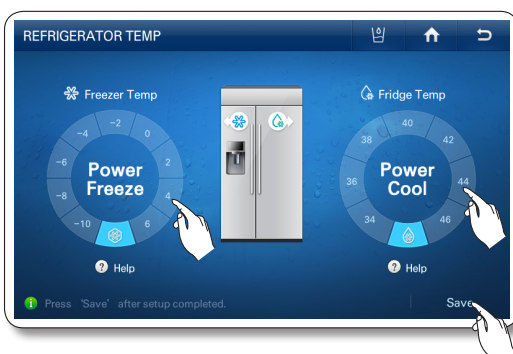 REFRIGERATOR TEMP
Freezer Temp
-10
-8
-6
-4
-2
0
2
4
6
Power
Freeze
? Help
Fridge Temp
34
36
38
40
42
44
46
Power
Cool
? Help
i Press ‘Save’ after setup completed.
Save